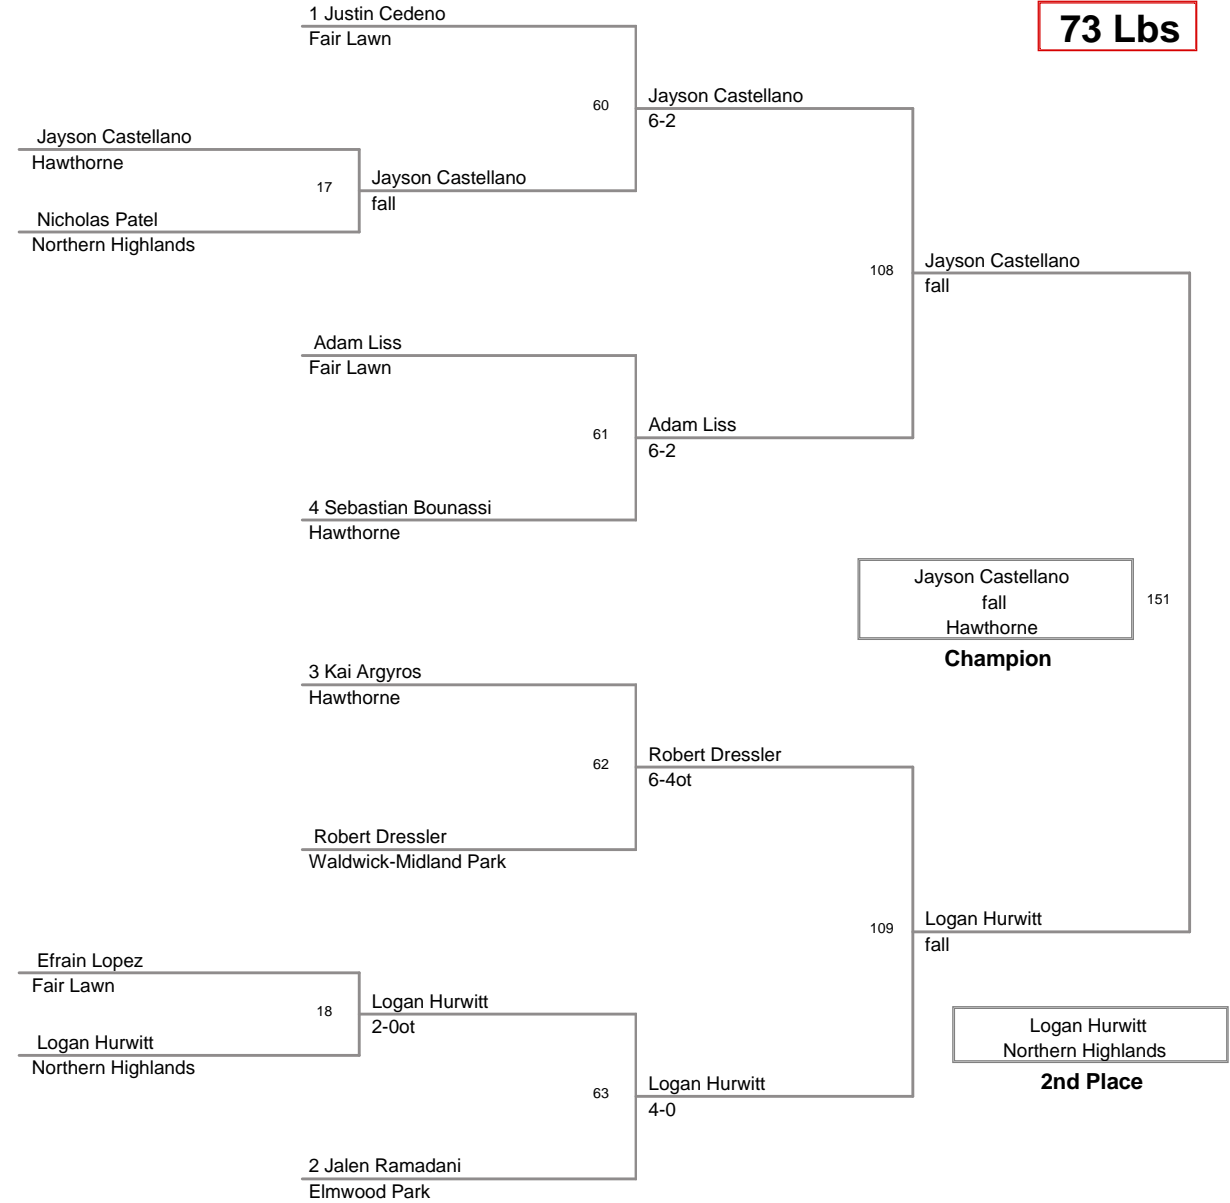 1 Justin Cedeno
73 Lbs
Fair Lawn
60
Jayson Castellano
6-2
Jayson Castellano
Hawthorne
17
Jayson Castellano
fall
Nicholas Patel
Northern Highlands
108
Jayson Castellano
fall
Adam Liss
Fair Lawn
61
Adam Liss
6-2
4 Sebastian Bounassi
Hawthorne
Jayson Castellano
fall
Hawthorne
151
Champion
3 Kai Argyros
Hawthorne
62
Robert Dressler
6-4ot
Robert Dressler
Waldwick-Midland Park
109
Logan Hurwitt
fall
Efrain Lopez
Fair Lawn
18
Logan Hurwitt
2-0ot
Logan Hurwitt
Northern Highlands
Logan Hurwitt
Northern Highlands
2nd Place
63
Logan Hurwitt
4-0
2 Jalen Ramadani
Elmwood Park